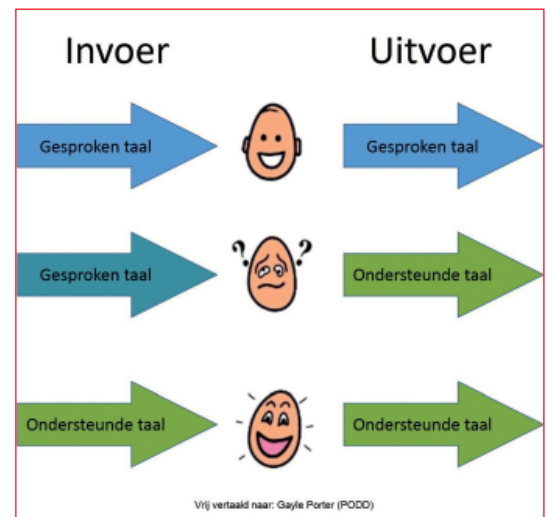 Invoer Uitvoer
Gesproken taal Gesproken taal
? ?
Gesproken taal Ondersteunde taal
Ondersteunde taal Ondersteunde taal
Vrij vertaald naar: Gayle Porter (PODD)